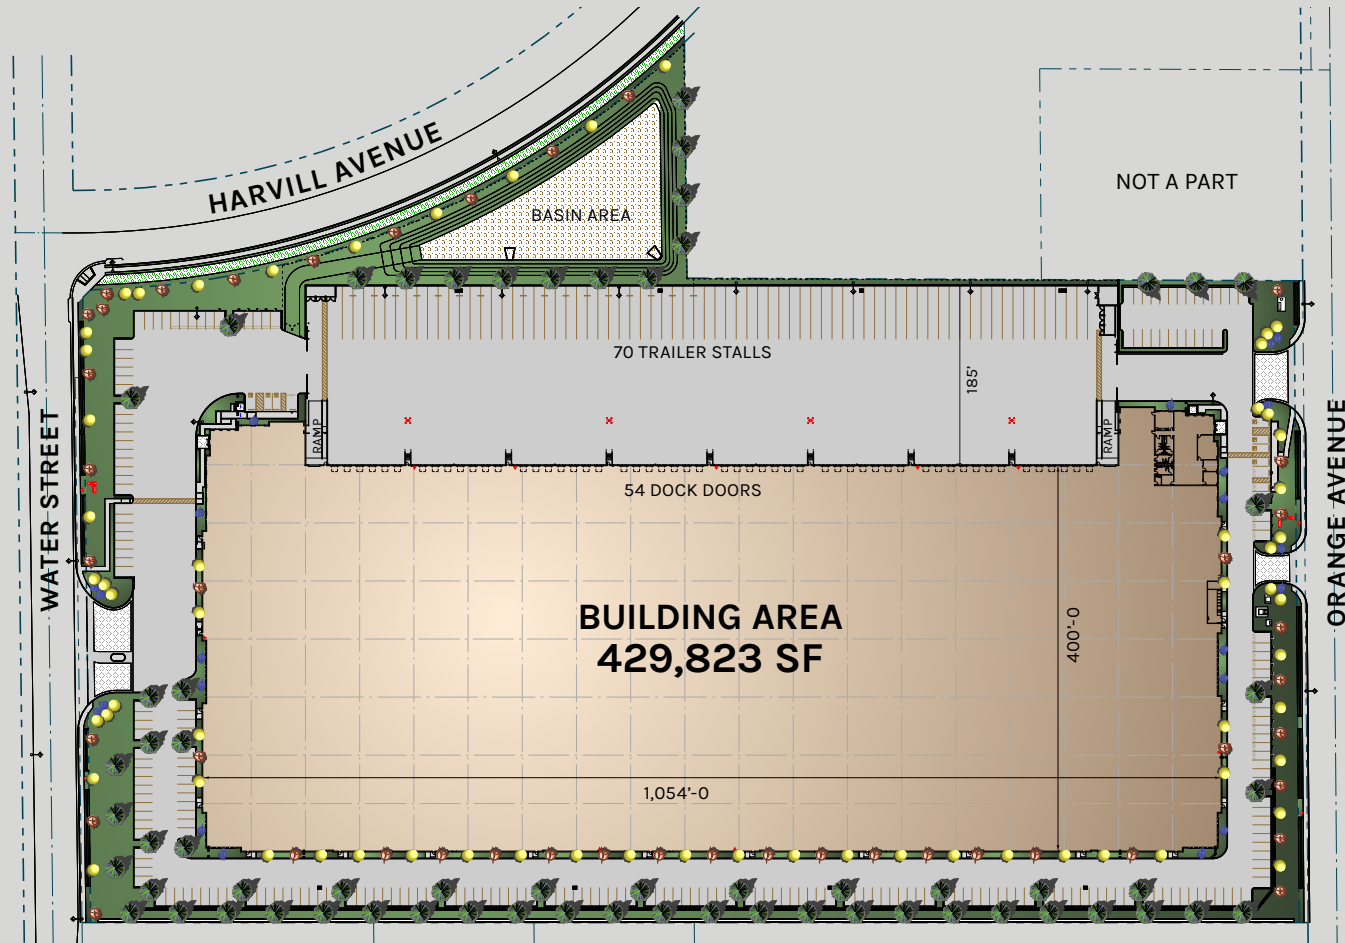 HARVILL AVENUE
NOT A PART
BASIN AREA
70 TRAILER STALLS
185'
RAMP
RAMP
54 DOCK DOORS
WATER STREET
ORANGE AVENUE
BUILDING AREA
429,823 SF
400'-0
1,054'-0